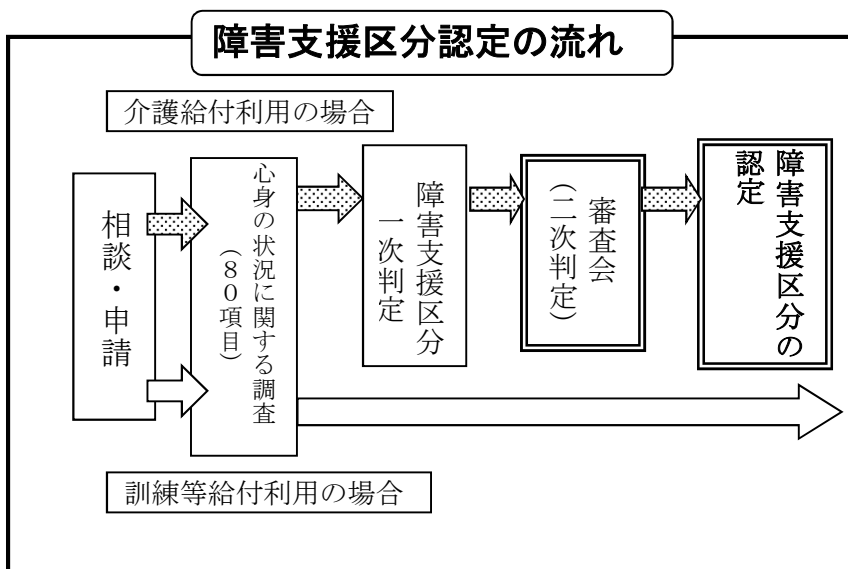 障害支援区分認定の流れ
介護給付利用の場合
相談・申請
心身の状況に関する調査
（８０項目）
障害支援区分
一次判定
審査会
（二次判定）
障害支援区分の
認定
訓練等給付利用の場合